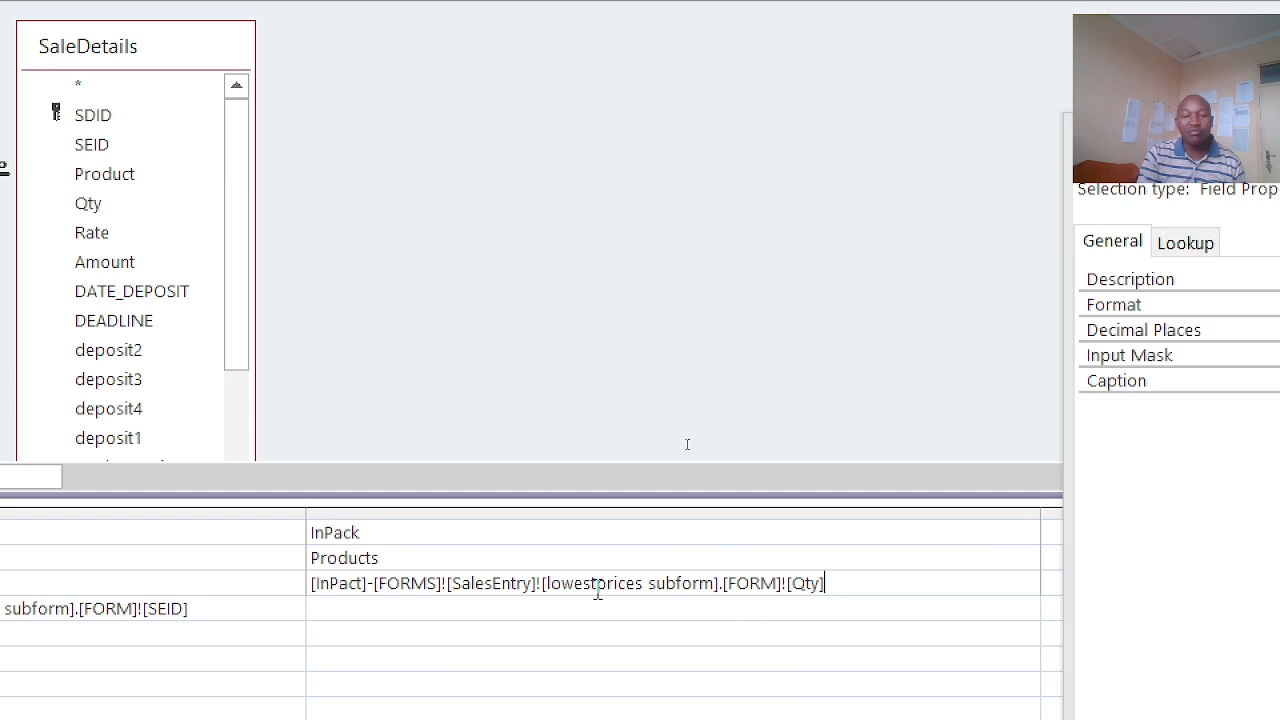 SaleDetails
*
SDID
SEID
Product
Qty
Rate
Amount
DATE_DEPOSIT
DEADLINE
deposit2
deposit3
deposit4
deposit1
Selection type: Field Prop
General Lookup
Description
Format
Decimal Places
Input Mask
Caption
InPack
Products
[InPact]-[FORMS]![SalesEntry]![lowestprices subform].[FORM]![Qty]
subform].[FORM]![SEID]